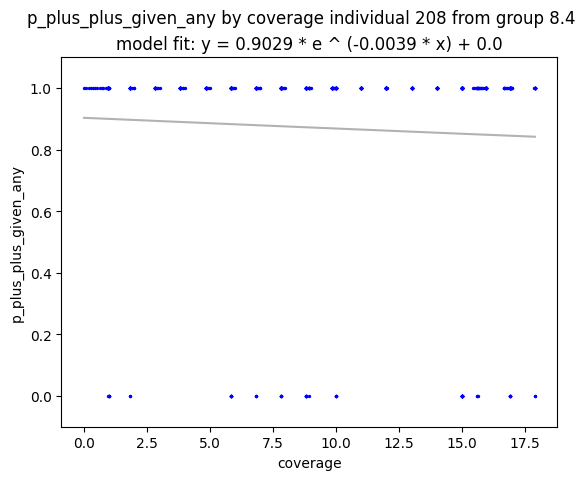 p_plus_plus_given_any by coverage individual 208 from group 8.4
model fit: y = 0.9029 * e ^ (-0.0039 * x) + 0.0
1.0
0.8
0.6
0.4
0.2
0.0
p_plus_plus_given_any
0.0 2.5 5.0 7.5 10.0 12.5 15.0 17.5
coverage